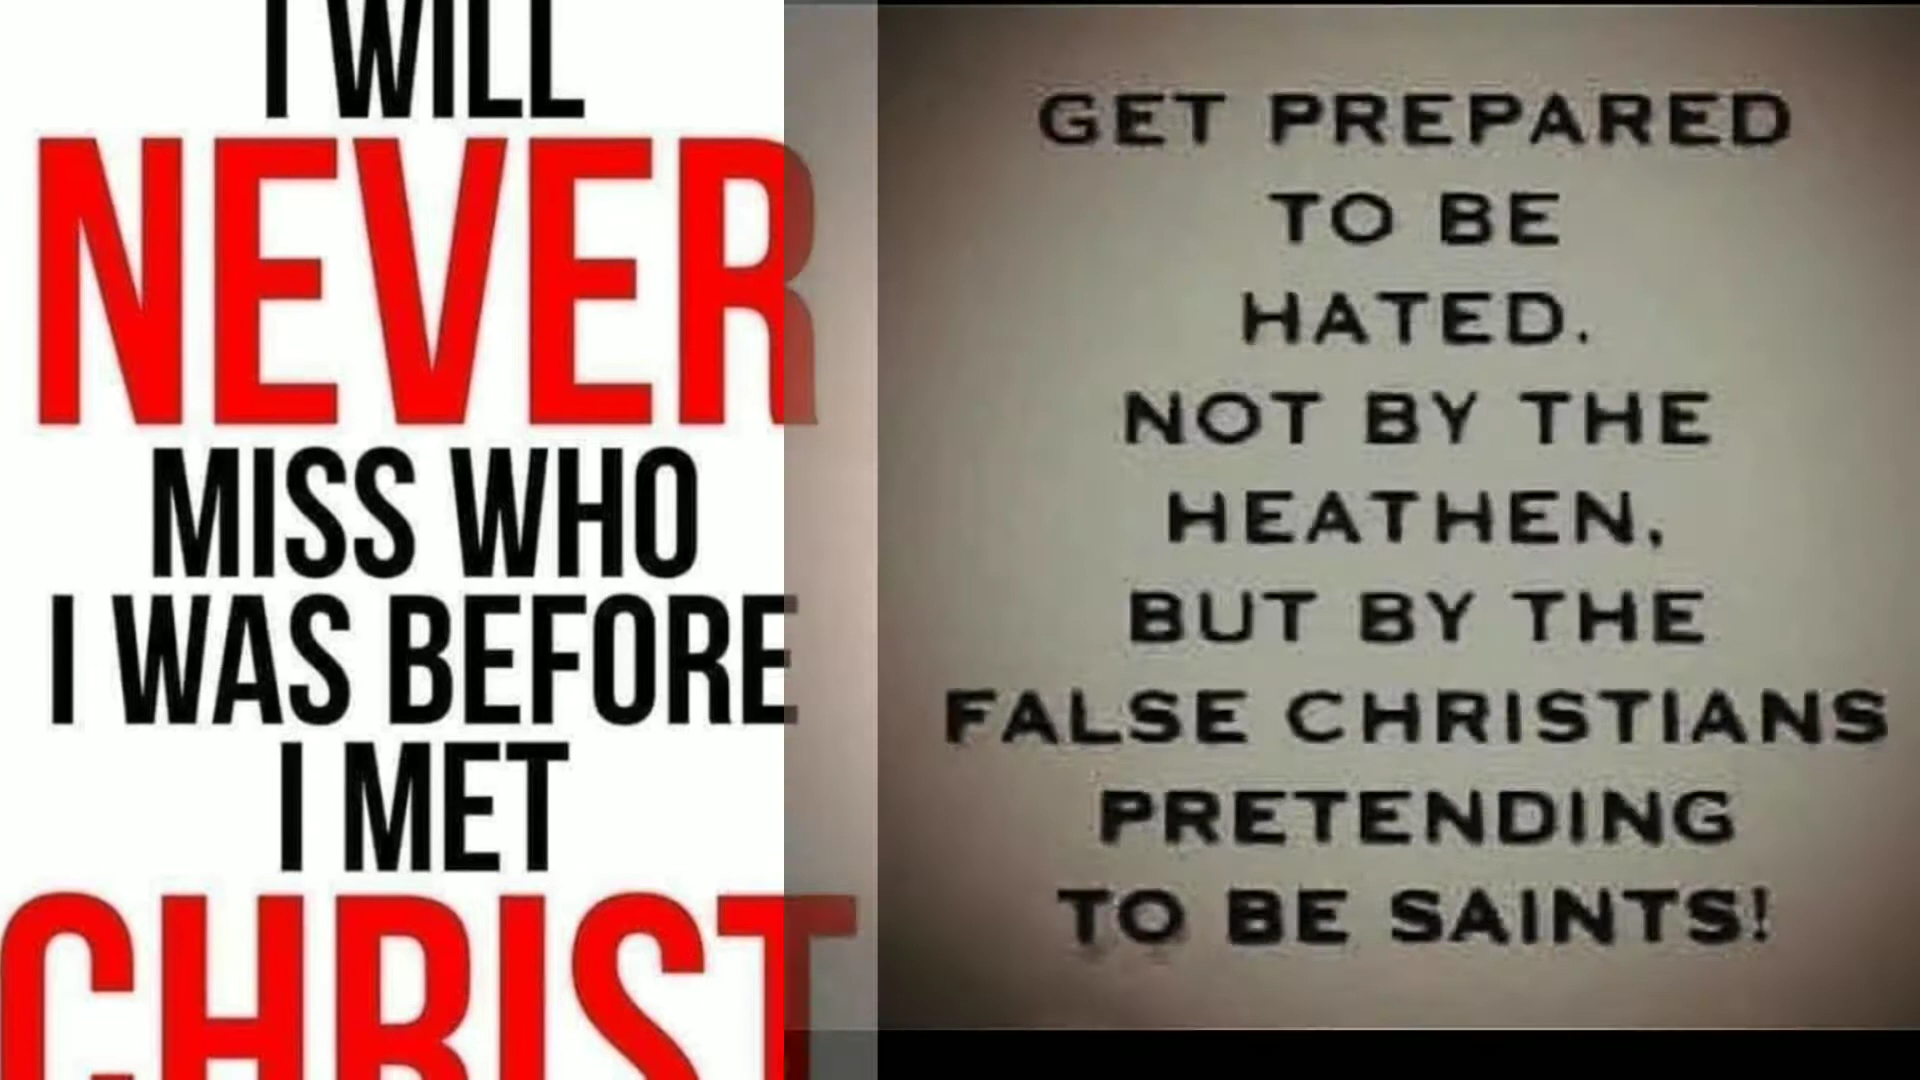 I WILL
NEVER
MISS WHO
I WAS BEFORE
I MET
CHRIST
GET PREPARED
TO BE
HATED.
NOT BY THE
HEATHEN,
BUT BY THE
FALSE CHRISTIANS
PRETENDING
TO BE SAINTS!